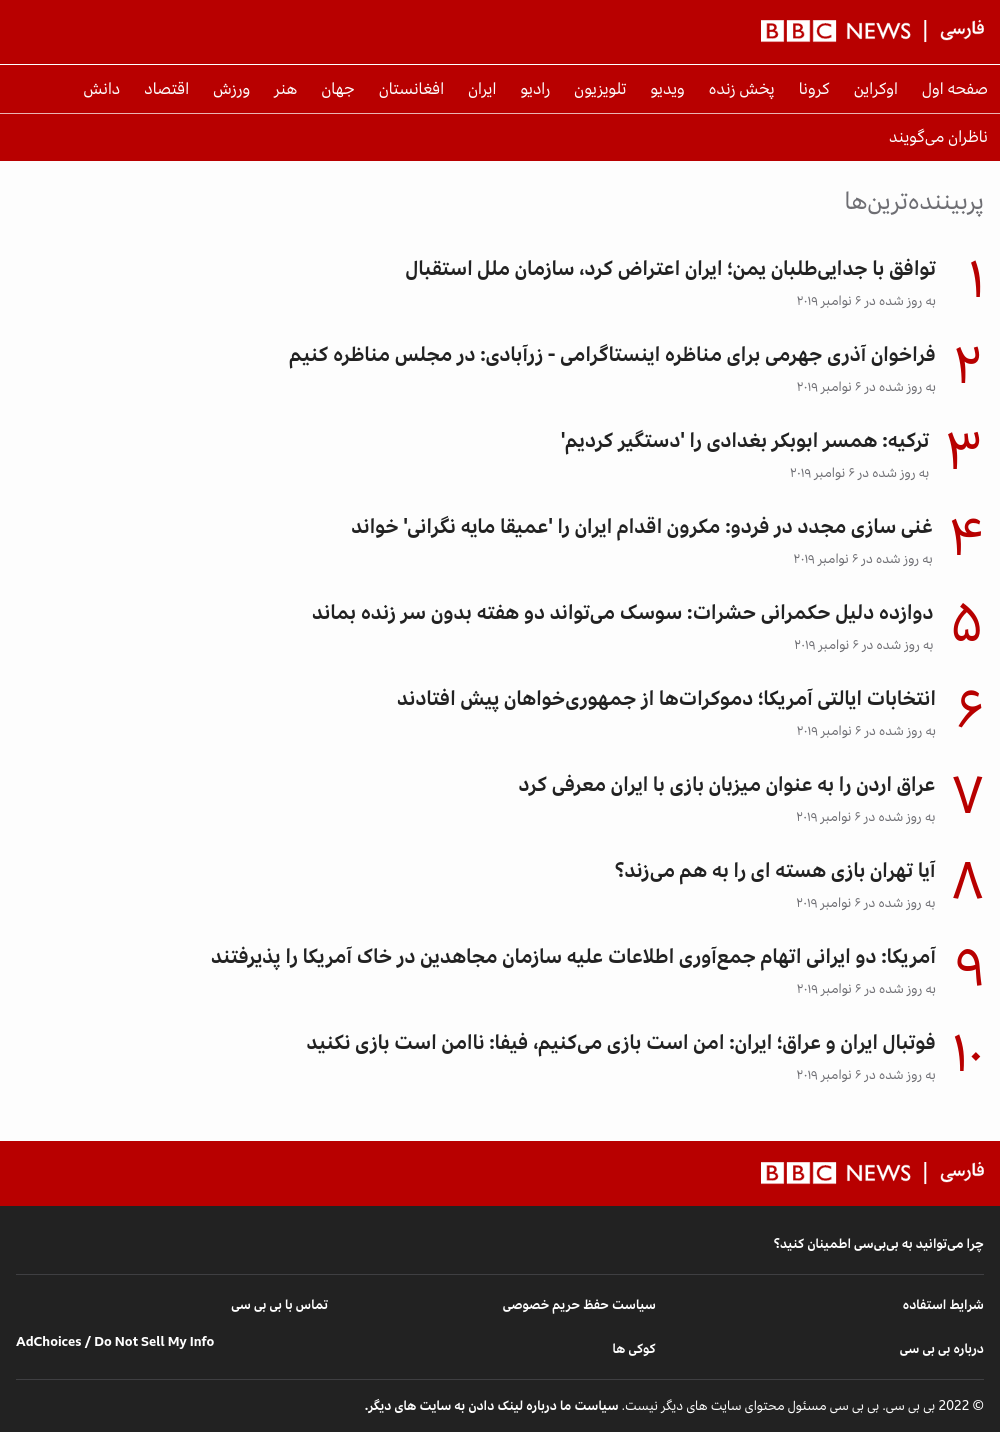 BBC NEWS | فارسی
صفحه اول اوکراین کرونا پخش زنده ویدیو تلویزیون رادیو ایران افغانستان جهان هنر ورزش اقتصاد دانش
ناظران می‌گویند
پربیننده‌ترین‌ها
۱
توافق با جدایی‌طلبان یمن؛ ایران اعتراض کرد، سازمان ملل استقبال
به روز شده در ۶ نوامبر ۲۰۱۹
۲
فراخوان آذری جهرمی برای مناظره اینستاگرامی - زرآبادی: در مجلس مناظره کنیم
به روز شده در ۶ نوامبر ۲۰۱۹
۳
ترکیه: همسر ابوبکر بغدادی را 'دستگیر کردیم'
به روز شده در ۶ نوامبر ۲۰۱۹
۴
غنی سازی مجدد در فردو: مکرون اقدام ایران را 'عمیقا مایه نگرانی' خواند
به روز شده در ۶ نوامبر ۲۰۱۹
۵
دوازده دلیل حکمرانی حشرات: سوسک می‌تواند دو هفته بدون سر زنده بماند
به روز شده در ۶ نوامبر ۲۰۱۹
۶
انتخابات ایالتی آمریکا؛ دموکرات‌ها از جمهوری‌خواهان پیش افتادند
به روز شده در ۶ نوامبر ۲۰۱۹
۷
عراق اردن را به عنوان میزبان بازی با ایران معرفی کرد
به روز شده در ۶ نوامبر ۲۰۱۹
۸
آیا تهران بازی هسته ای را به هم می‌زند؟
به روز شده در ۶ نوامبر ۲۰۱۹
۹
آمریکا: دو ایرانی اتهام جمع‌آوری اطلاعات علیه سازمان مجاهدین در خاک آمریکا را پذیرفتند
به روز شده در ۶ نوامبر ۲۰۱۹
۱۰
فوتبال ایران و عراق؛ ایران: امن است بازی می‌کنیم، فیفا: ناامن است بازی نکنید
به روز شده در ۶ نوامبر ۲۰۱۹
BBC NEWS | فارسی
چرا می‌توانید به بی‌بی‌سی اطمینان کنید؟
شرایط استفاده سیاست حفظ حریم خصوصی تماس با بی بی سی
درباره بی بی سی کوکی ها AdChoices / Do Not Sell My Info
© 2022 بی بی سی. بی بی سی مسئول محتوای سایت های دیگر نیست. سیاست ما درباره لینک دادن به سایت های دیگر.